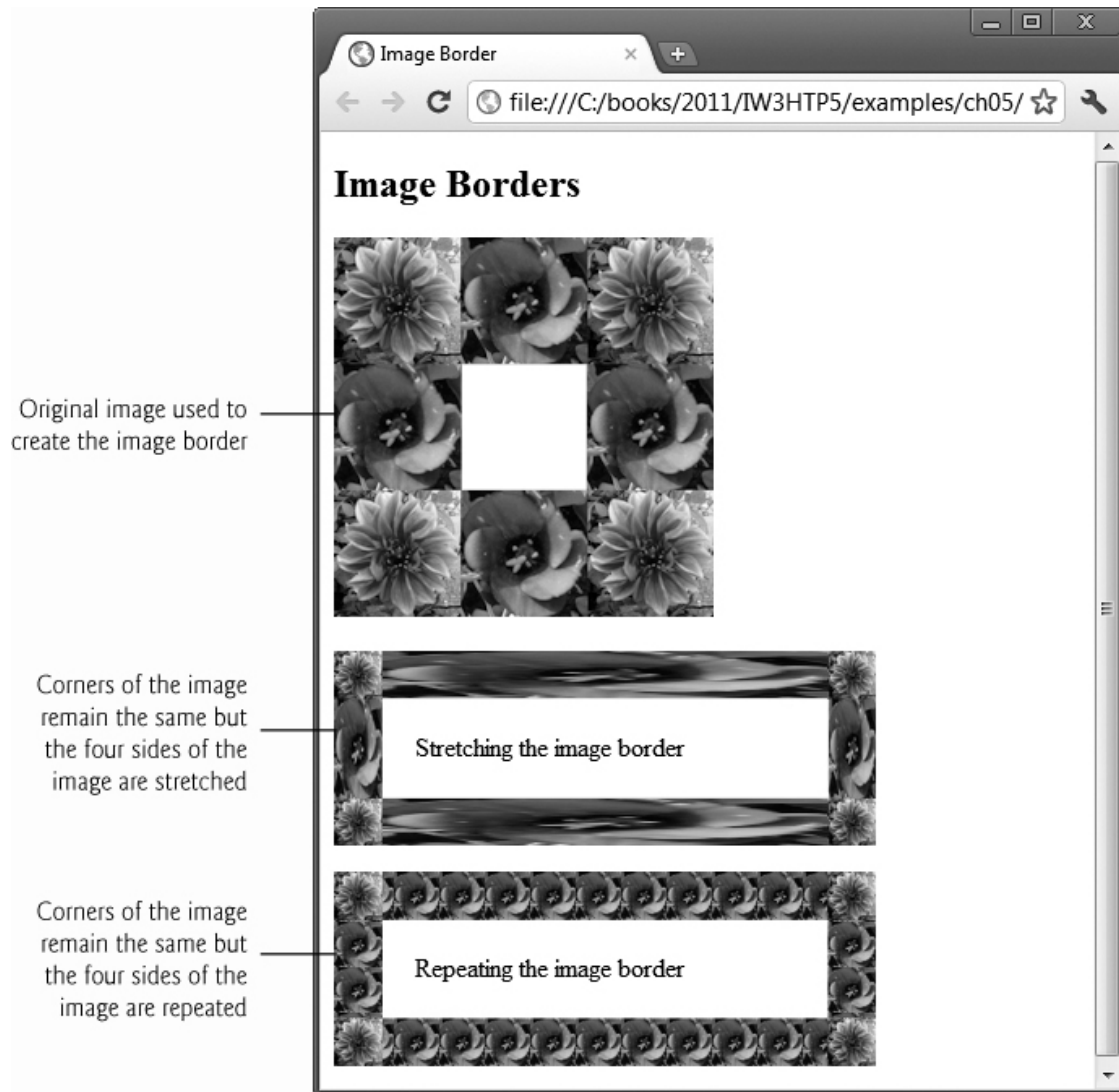 Image Border
file:///C:/books/2011/IW3HTP5/examples/ch05/
Image Borders
Original image used to
create the image border
Corners of the image
remain the same but
the four sides of the
image are stretched
Stretching the image border
Corners of the image
remain the same but
the four sides of the
image are repeated
Repeating the image border